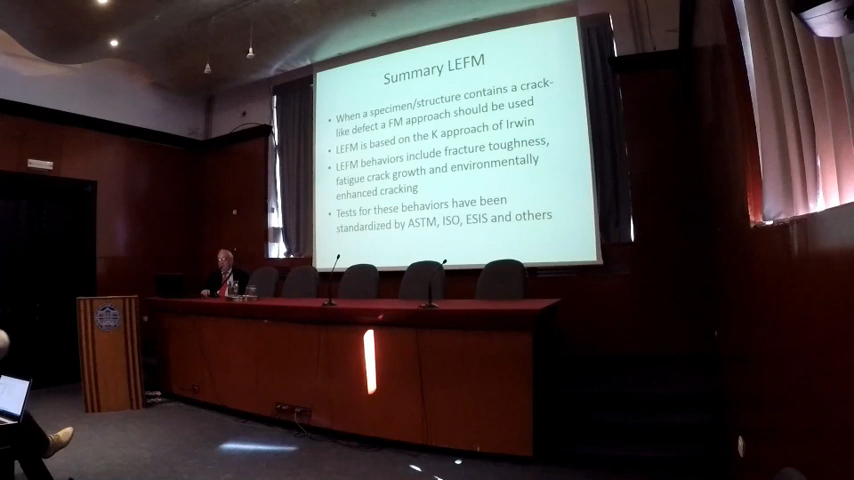 Summary LEFM
• When a specimen/structure contains a crack-
like defect a FM approach should be used
• LEFM is based on the K approach of Irwin
• LEFM behaviors include fracture toughness,
fatigue crack growth and environmentally
enhanced cracking
• Tests for these behaviors have been
standardized by ASTM, ISO, ESIS and others